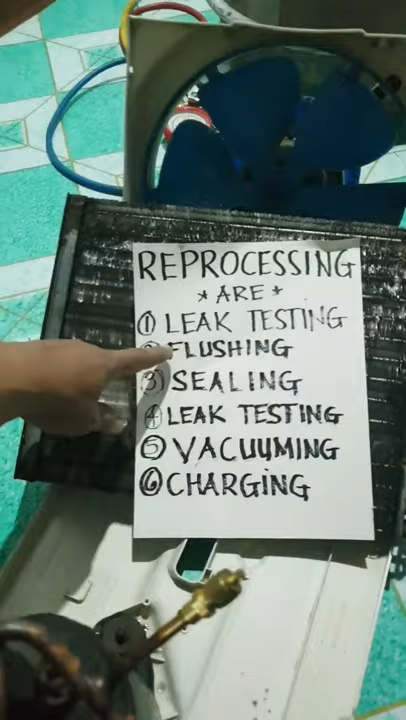 REPROCESSING
* ARE *
① LEAK TESTING
FLUSHING
③ SEALING
④ LEAK TESTING
⑤ VACUUMING
⑥ CHARGING